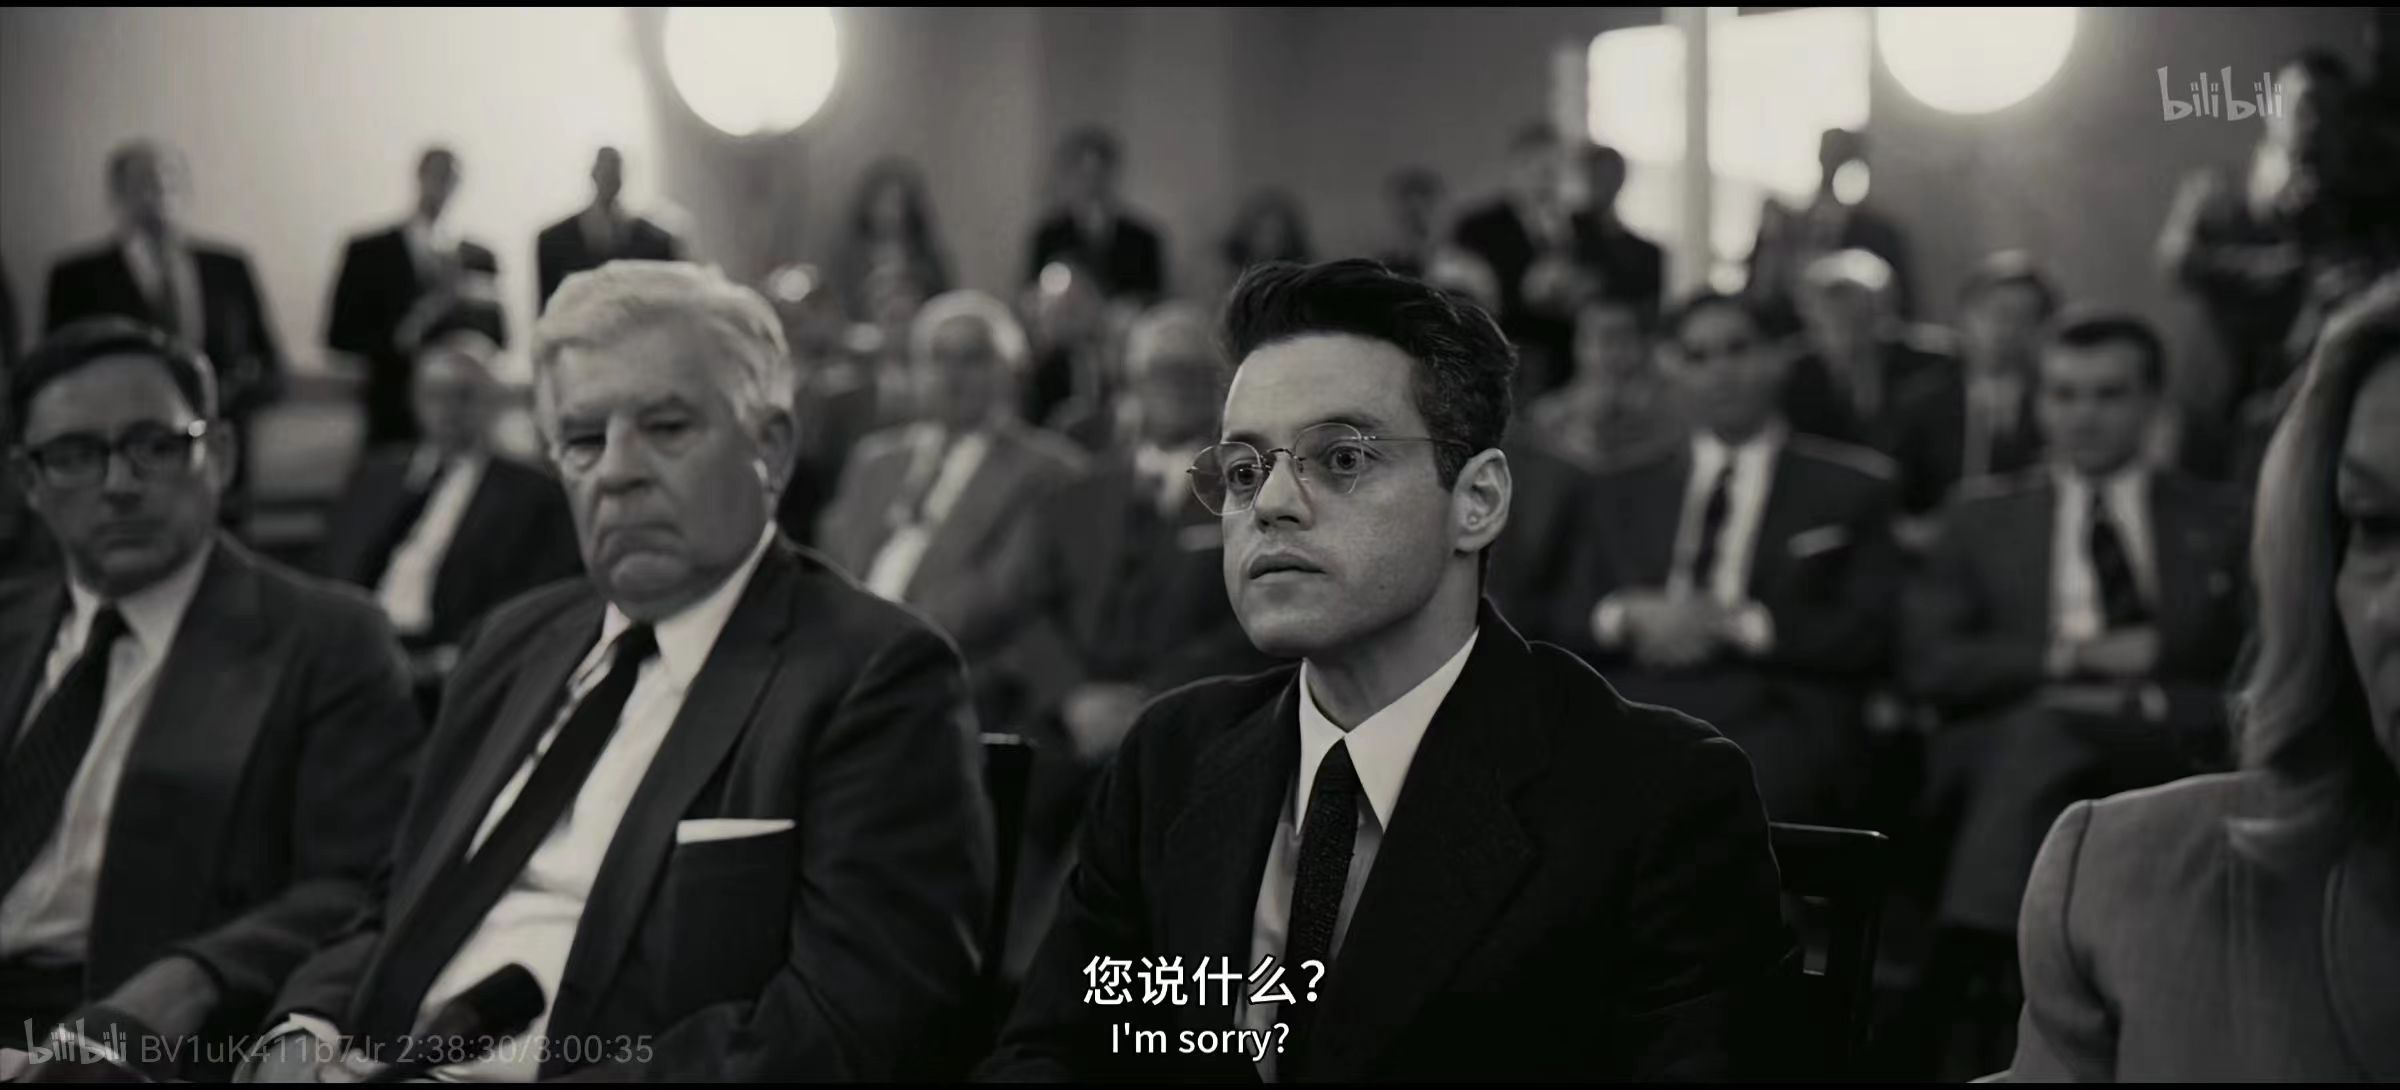 bilibili
您说什么？
I'm sorry?
bilibili BV1uK411b7Jr 2:38:30/3:00:35